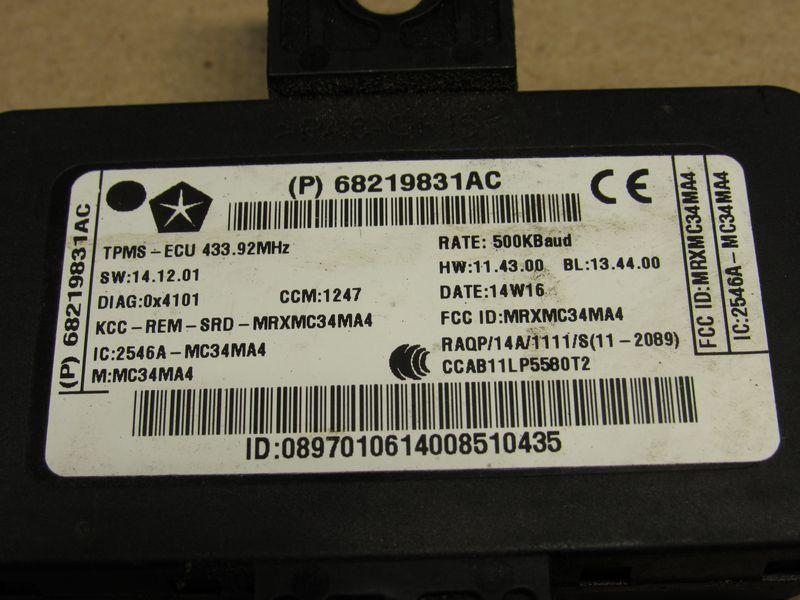 (P) 68219831AC
(P) 68219831AC
CE
TPMS-ECU 433.92MHz
RATE: 500KBaud
SW:14.12.01
HW:11.43.00 BL:13.44.00
DIAG:0x4101 CCM:1247
DATE:14W16
KCC-REM-SRD-MRXMC34MA4
FCC ID:MRXMC34MA4
IC:2546A-MC34MA4
RAQP/14A/1111/S(11-2089)
M:MC34MA4
CCAB11LP5580T2
FCC ID:MRXMC34MA4
IC:2546A-MC34MA4
ID:0897010614008510435